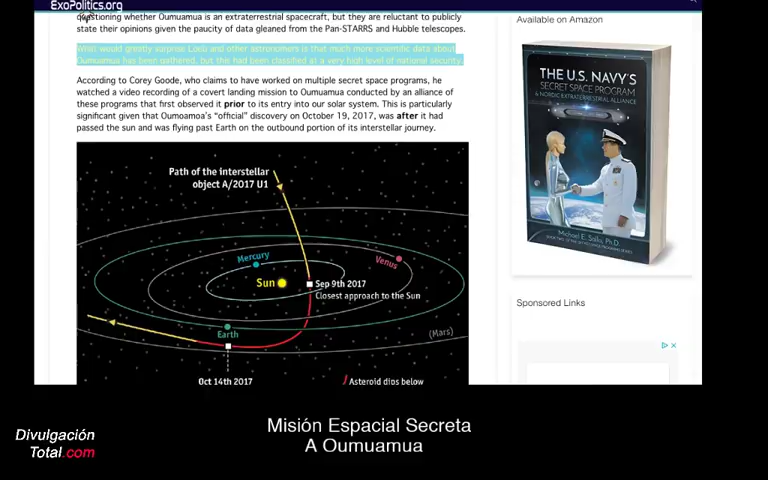 ExoPolitics.org
questioning whether Oumuamua is an extraterrestrial spacecraft, but they are reluctant to publicly
state their opinions given the paucity of data gleaned from the Pan-STARRS and Hubble telescopes.
What would greatly surprise Loeb and other astronomers is that much more scientific data about
Oumuamua has been gathered, but this had been classified at a very high level of national security.
According to Corey Goode, who claims to have worked on multiple secret space programs, he
watched a video recording of a covert landing mission to Oumuamua conducted by an alliance of
these programs that first observed it prior to its entry into our solar system. This is particularly
significant given that Oumoamoa's "official" discovery on October 19, 2017, was after it had
passed the sun and was flying past Earth on the outbound portion of its interstellar journey.
Path of the interstellar
object A/2017 U1
Mercury
Venus
Sun
Sep 9th 2017
Closest approach to the Sun
Earth
(Mars)
Oct 14th 2017
Asteroid dips below
Available on Amazon
THE U.S. NAVY'S
SECRET SPACE PROGRAM
& NORDIC EXTRATERRESTRIAL ALLIANCE
Michael E. Salla, Ph.D.
Sponsored Links
Divulgación
Total.com
Misión Espacial Secreta
A Oumuamua